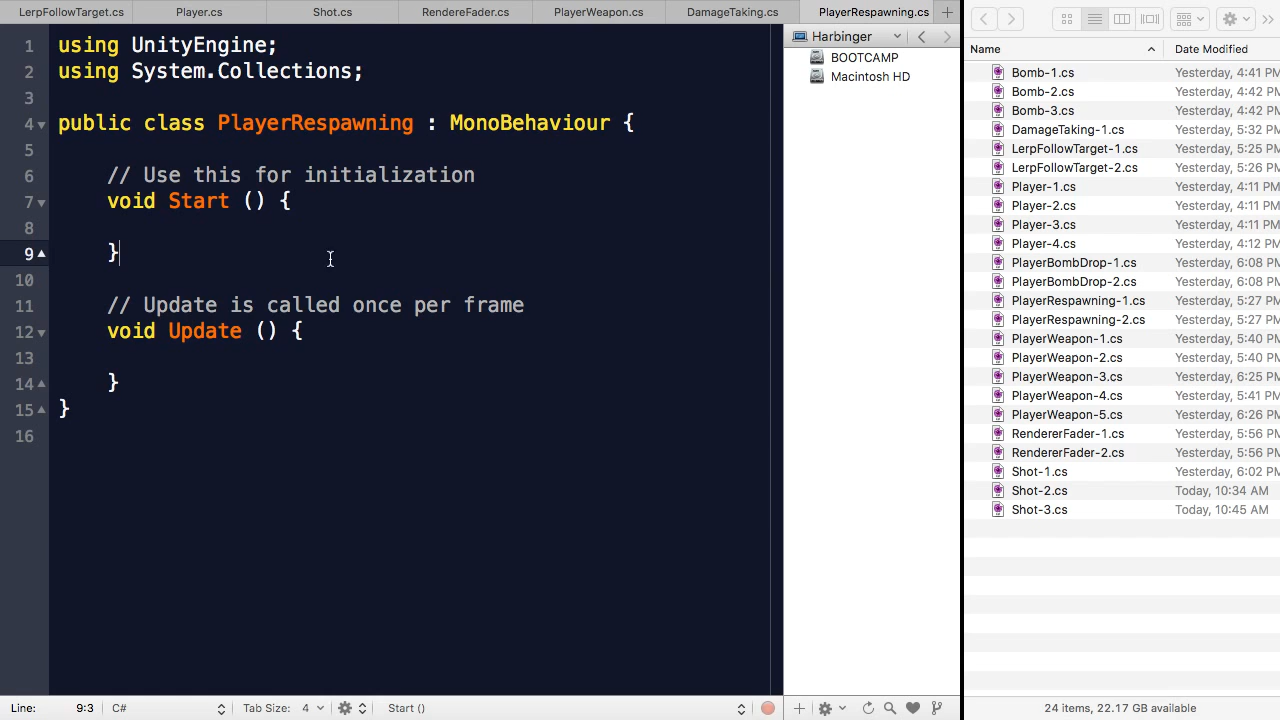 LerpFollowTarget.cs Player.cs Shot.cs RendereFader.cs PlayerWeapon.cs DamageTaking.cs PlayerRespawning.cs
1 using UnityEngine;
2 using System.Collections;
3
4 public class PlayerRespawning : MonoBehaviour {
5
6 // Use this for initialization
7 void Start () {
8
9 }
10
11 // Update is called once per frame
12 void Update () {
13
14 }
15 }
16
Line: 9:3 C# Tab Size: 4 Start ()
Harbinger
BOOTCAMP
Macintosh HD
Name Date Modified
Bomb-1.cs Yesterday, 4:41 PM
Bomb-2.cs Yesterday, 4:42 PM
Bomb-3.cs Yesterday, 4:42 PM
DamageTaking-1.cs Yesterday, 5:32 PM
LerpFollowTarget-1.cs Yesterday, 5:25 PM
LerpFollowTarget-2.cs Yesterday, 5:26 PM
Player-1.cs Yesterday, 4:11 PM
Player-2.cs Yesterday, 4:11 PM
Player-3.cs Yesterday, 4:11 PM
Player-4.cs Yesterday, 4:12 PM
PlayerBombDrop-1.cs Yesterday, 6:08 PM
PlayerBombDrop-2.cs Yesterday, 6:08 PM
PlayerRespawning-1.cs Yesterday, 5:27 PM
PlayerRespawning-2.cs Yesterday, 5:27 PM
PlayerWeapon-1.cs Yesterday, 5:40 PM
PlayerWeapon-2.cs Yesterday, 5:40 PM
PlayerWeapon-3.cs Yesterday, 6:25 PM
PlayerWeapon-4.cs Yesterday, 5:41 PM
PlayerWeapon-5.cs Yesterday, 6:26 PM
RendererFader-1.cs Yesterday, 5:56 PM
RendererFader-2.cs Yesterday, 5:56 PM
Shot-1.cs Yesterday, 6:02 PM
Shot-2.cs Today, 10:34 AM
Shot-3.cs Today, 10:45 AM
24 items, 22.17 GB available